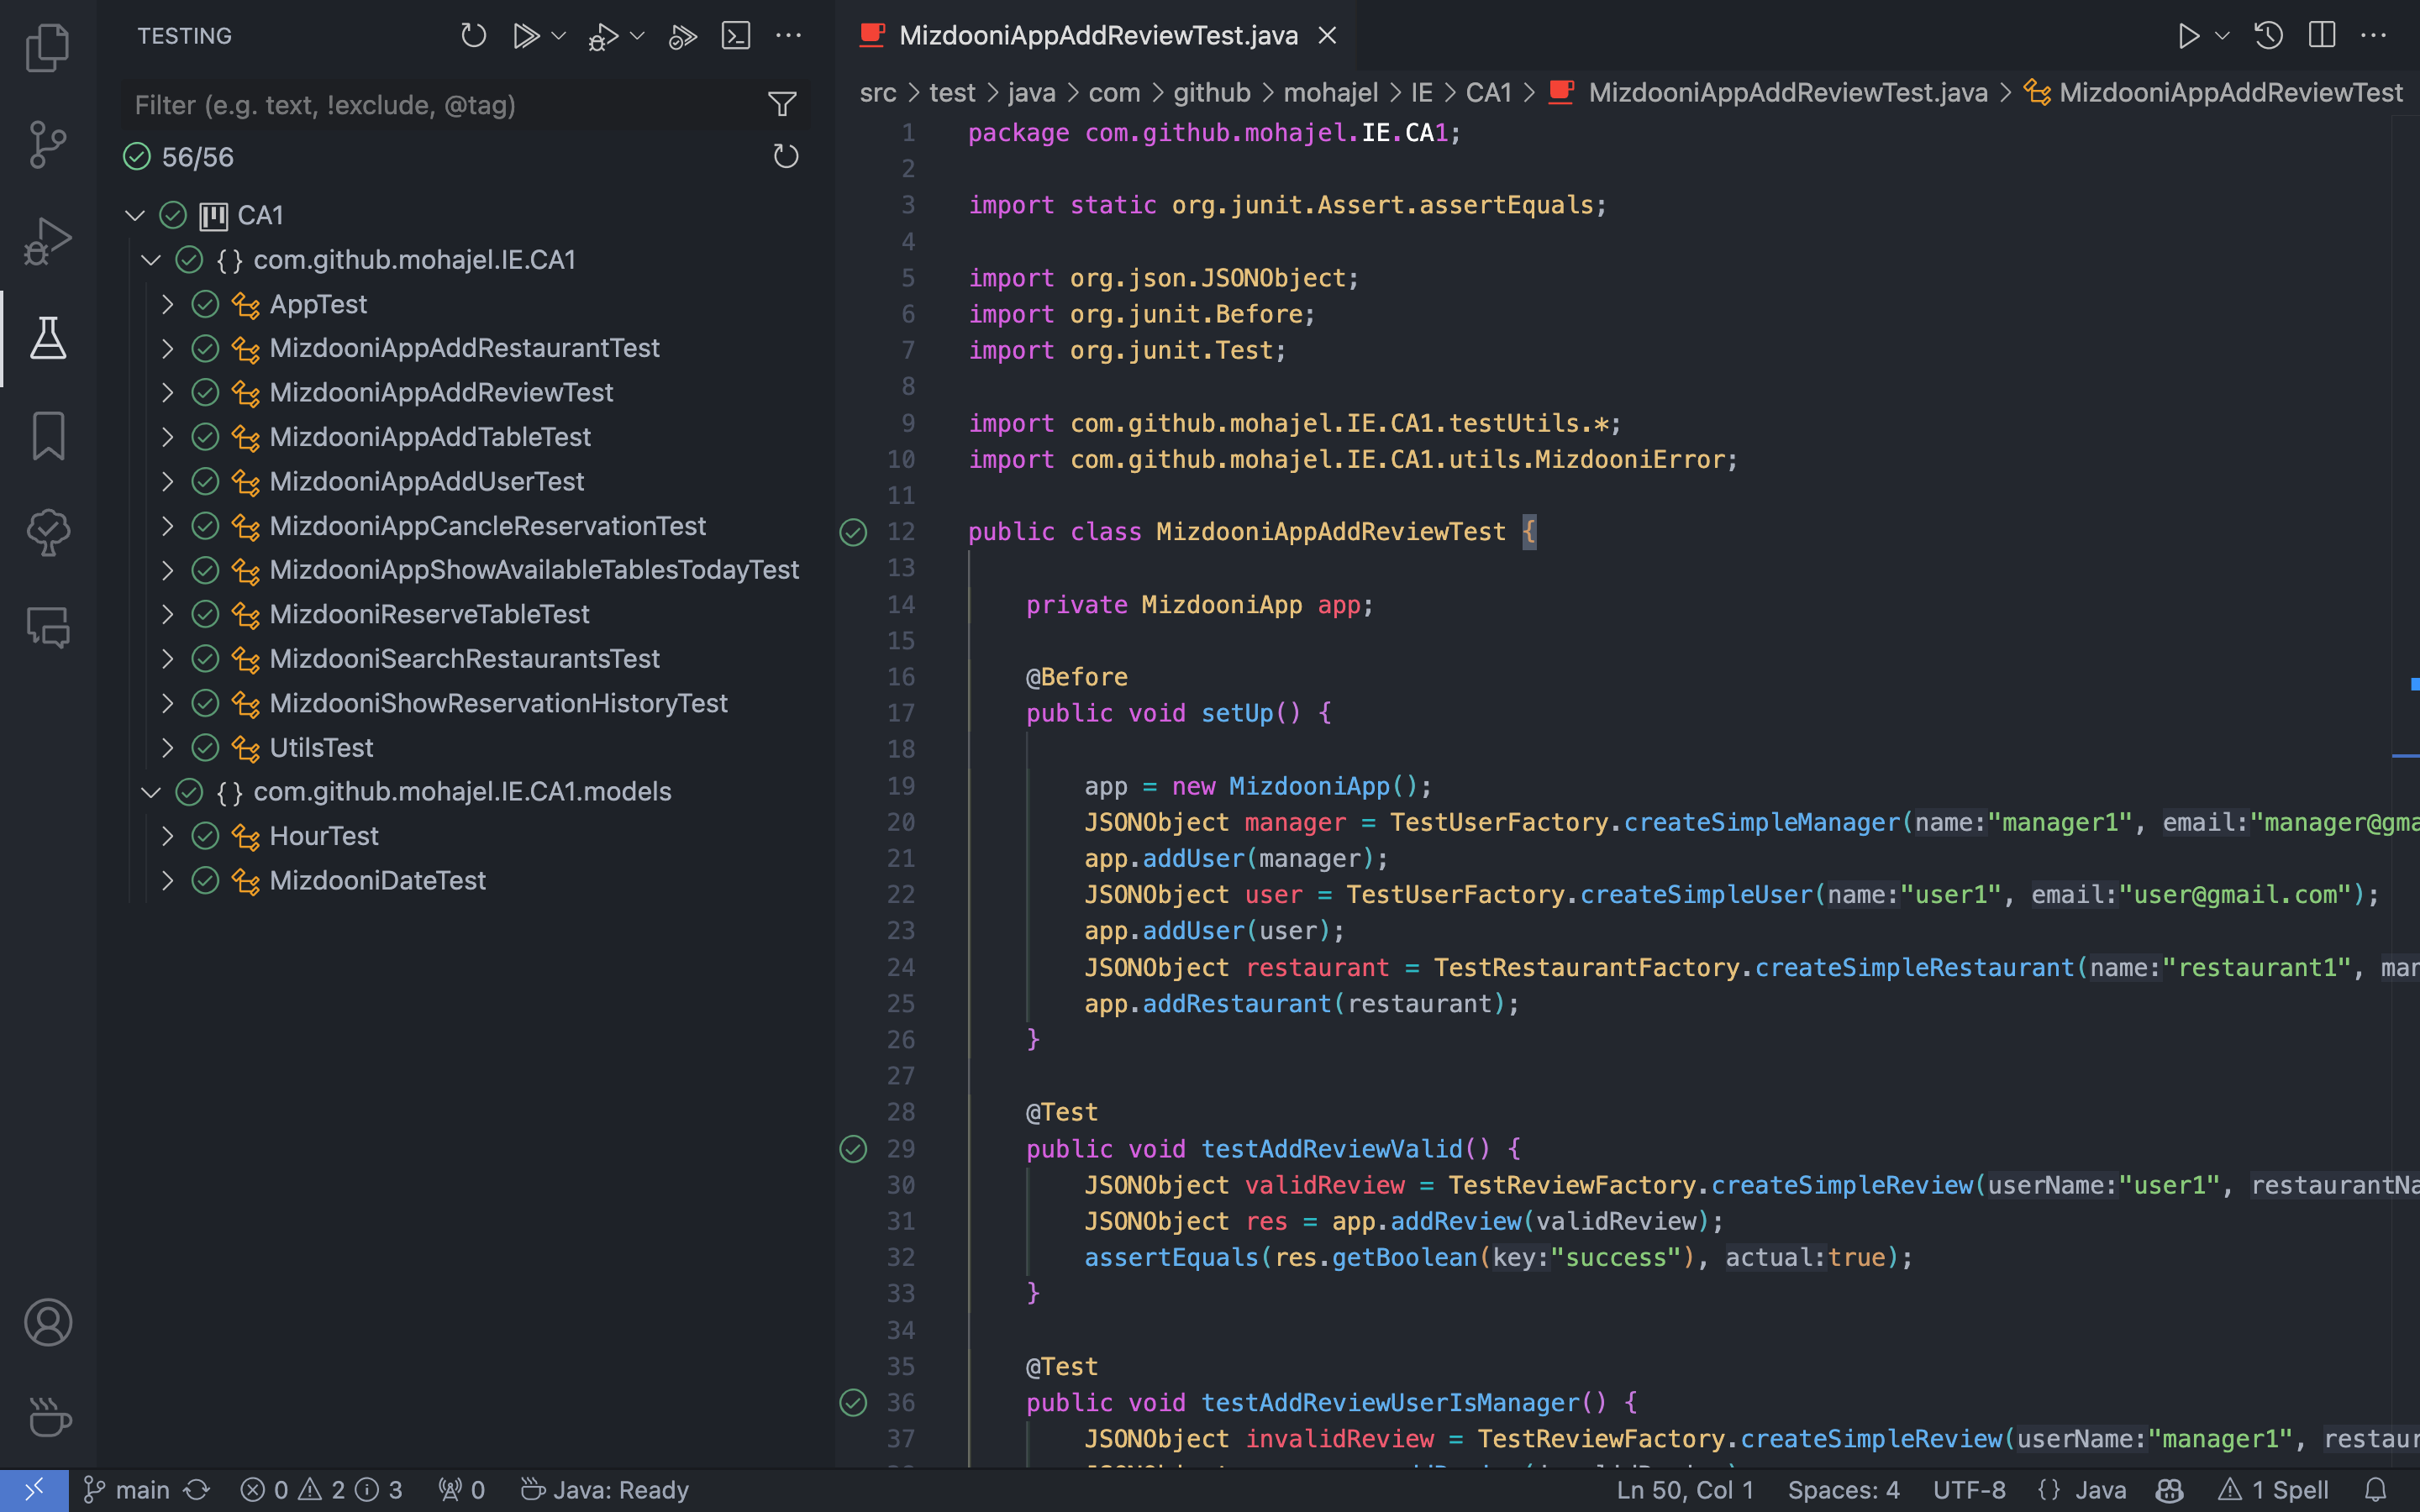 TESTING
Filter (e.g. text, !exclude, @tag)
56/56
CA1
{} com.github.mohajel.IE.CA1
AppTest
MizdooniAppAddRestaurantTest
MizdooniAppAddReviewTest
MizdooniAppAddTableTest
MizdooniAppAddUserTest
MizdooniAppCancleReservationTest
MizdooniAppShowAvailableTablesTodayTest
MizdooniReserveTableTest
MizdooniSearchRestaurantsTest
MizdooniShowReservationHistoryTest
UtilsTest
{} com.github.mohajel.IE.CA1.models
HourTest
MizdooniDateTest
MizdooniAppAddReviewTest.java
src > test > java > com > github > mohajel > IE > CA1 > MizdooniAppAddReviewTest.java > MizdooniAppAddReviewTest
1 package com.github.mohajel.IE.CA1;
2
3 import static org.junit.Assert.assertEquals;
4
5 import org.json.JSONObject;
6 import org.junit.Before;
7 import org.junit.Test;
8
9 import com.github.mohajel.IE.CA1.testUtils.*;
10 import com.github.mohajel.IE.CA1.utils.MizdooniError;
11
12 public class MizdooniAppAddReviewTest {
13
14 private MizdooniApp app;
15
16 @Before
17 public void setUp() {
18
19 app = new MizdooniApp();
20 JSONObject manager = TestUserFactory.createSimpleManager(name:"manager1", email:"manager@gma
21 app.addUser(manager);
22 JSONObject user = TestUserFactory.createSimpleUser(name:"user1", email:"user@gmail.com");
23 app.addUser(user);
24 JSONObject restaurant = TestRestaurantFactory.createSimpleRestaurant(name:"restaurant1", mar
25 app.addRestaurant(restaurant);
26 }
27
28 @Test
29 public void testAddReviewValid() {
30 JSONObject validReview = TestReviewFactory.createSimpleReview(userName:"user1", restaurantNa
31 JSONObject res = app.addReview(validReview);
32 assertEquals(res.getBoolean(key:"success"), actual:true);
33 }
34
35 @Test
36 public void testAddReviewUserIsManager() {
37 JSONObject invalidReview = TestReviewFactory.createSimpleReview(userName:"manager1", restaur
main 0 2 3 0 Java: Ready Ln 50, Col 1 Spaces: 4 UTF-8 {} Java 1 Spell